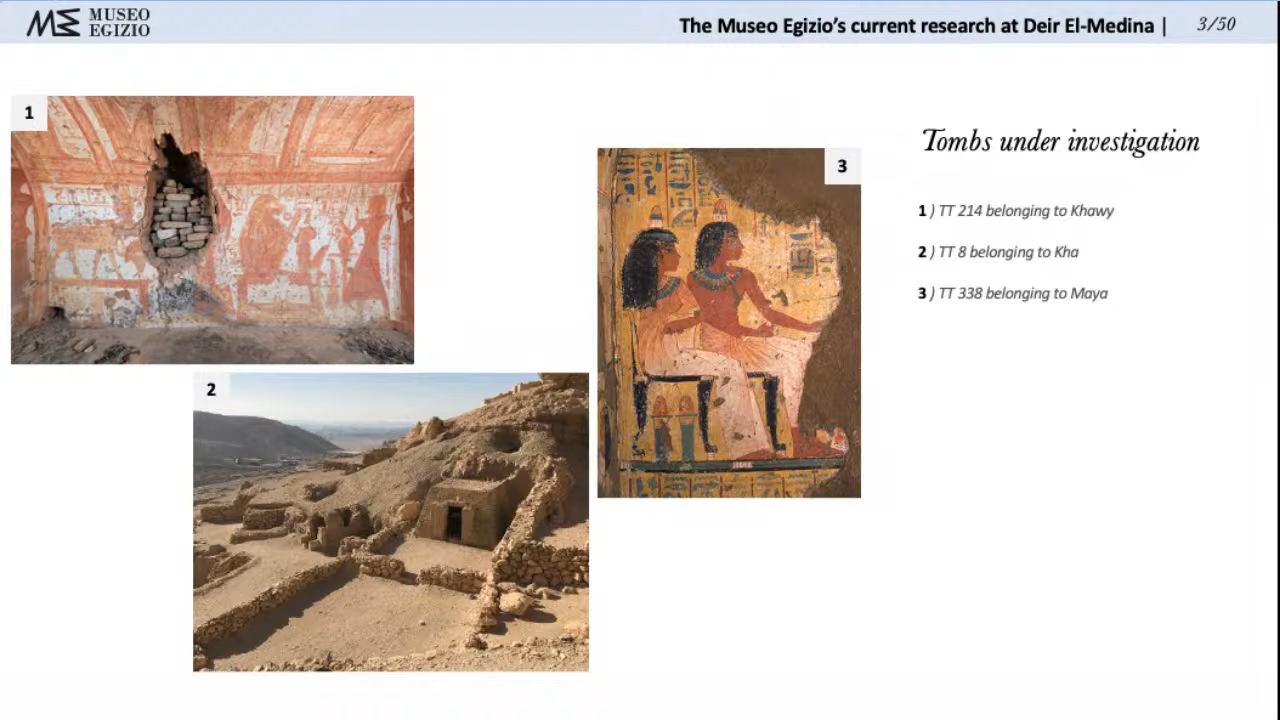 MUSEO
EGIZIO
The Museo Egizio’s current research at Deir El-Medina |
3/50
1
3
2
Tombs under investigation
1 ) TT 214 belonging to Khawy
2 ) TT 8 belonging to Kha
3 ) TT 338 belonging to Maya